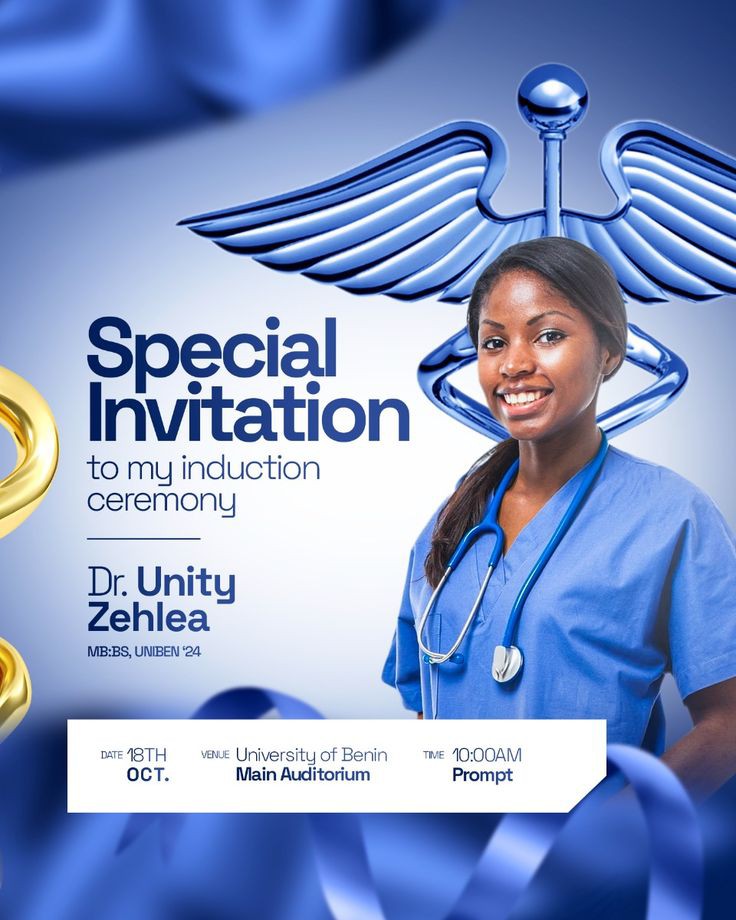 Special
Invitation
to my induction
ceremony
Dr. Unity
Zehlea
MB:BS, UNIBEN ‘24
DATE 18TH
OCT.
VENUE University of Benin
Main Auditorium
TIME 10:00AM
Prompt